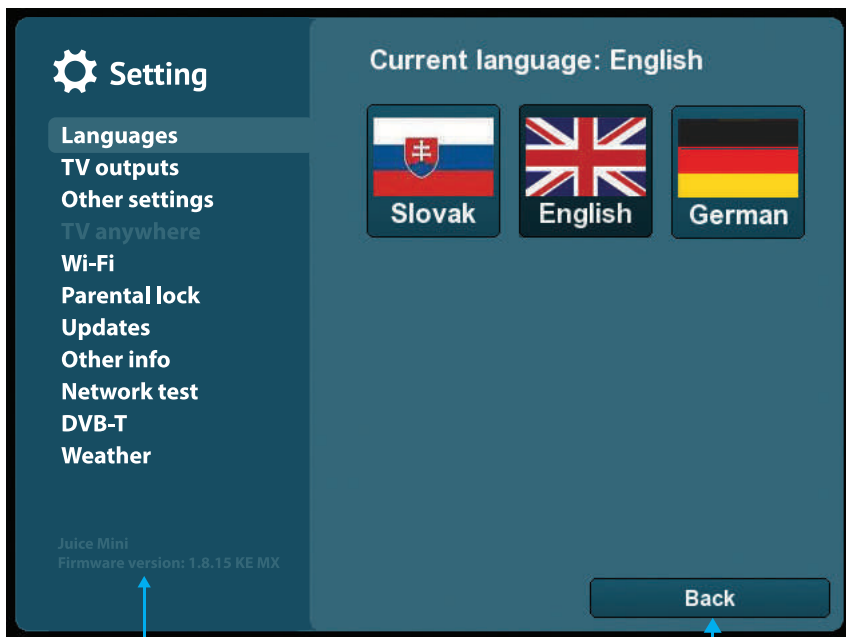 Setting
Languages
TV outputs
Other settings
TV anywhere
Wi-Fi
Parental lock
Updates
Other info
Network test
DVB-T
Weather
Juice Mini
Firmware version: 1.8.15 KE MX
Current language: English
Slovak English German
Back